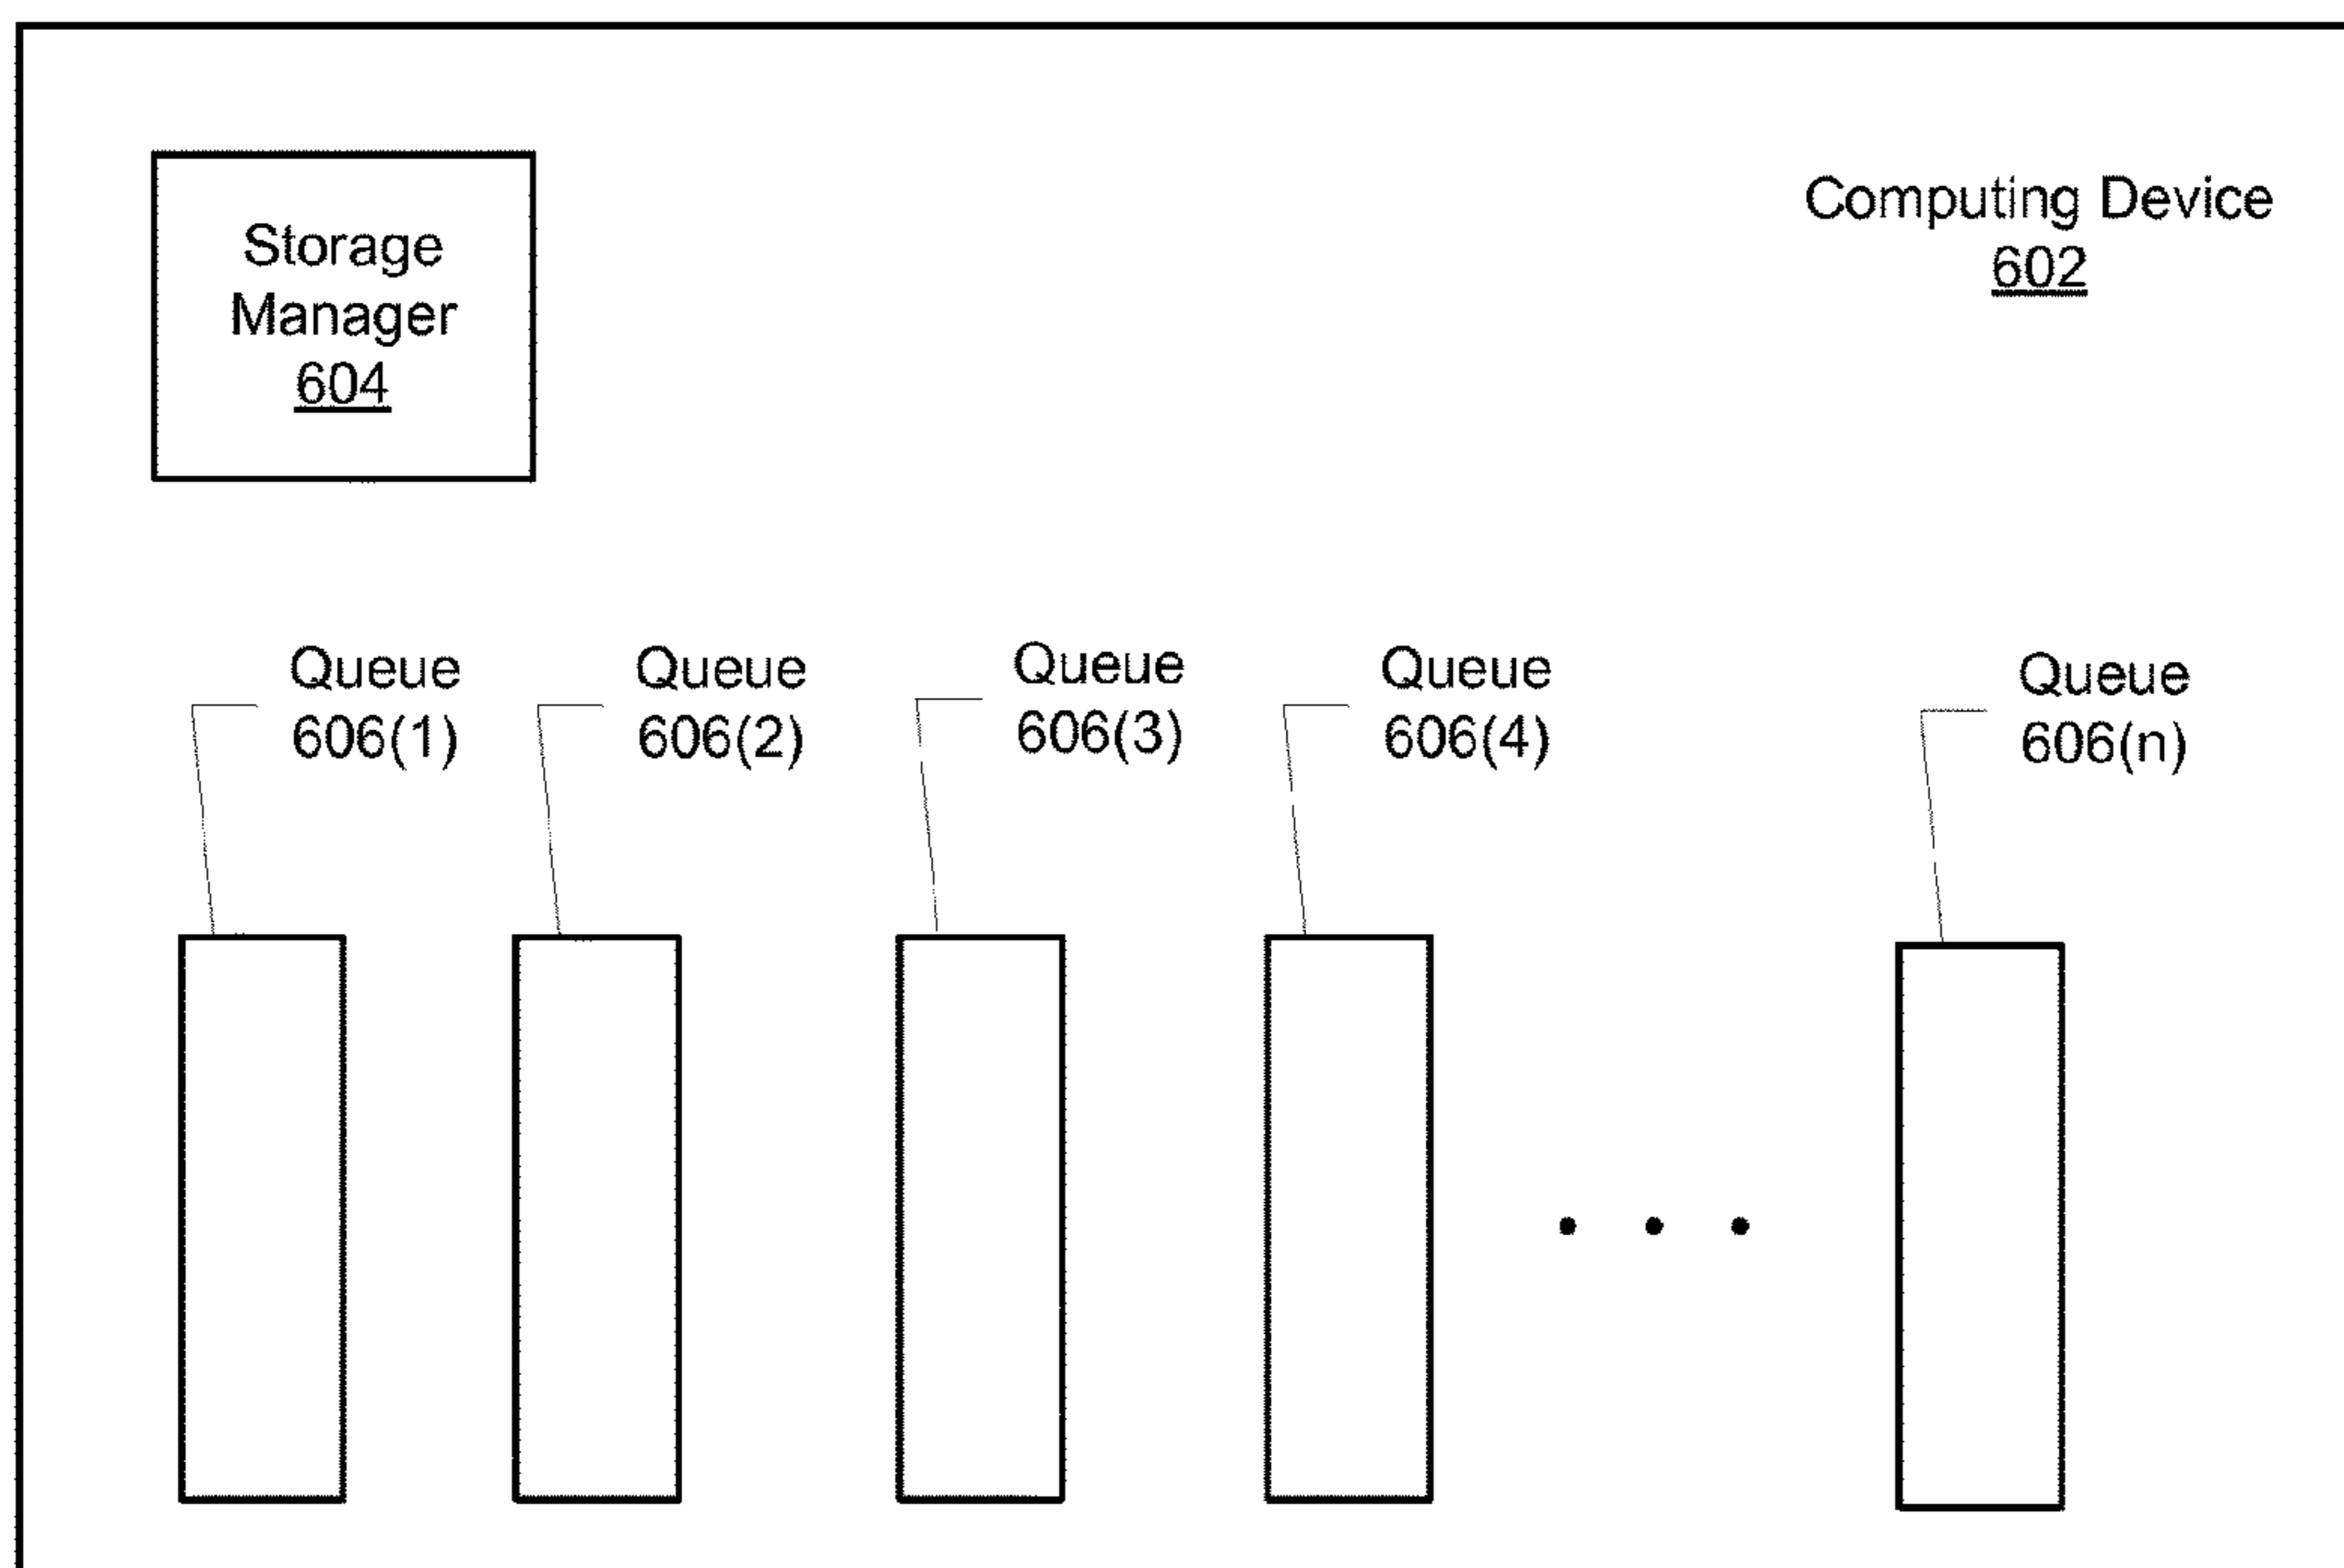 Storage
Manager
604
Computing Device
602
Queue
606(1)
Queue
606(2)
Queue
606(3)
Queue
606(4)
Queue
606(n)